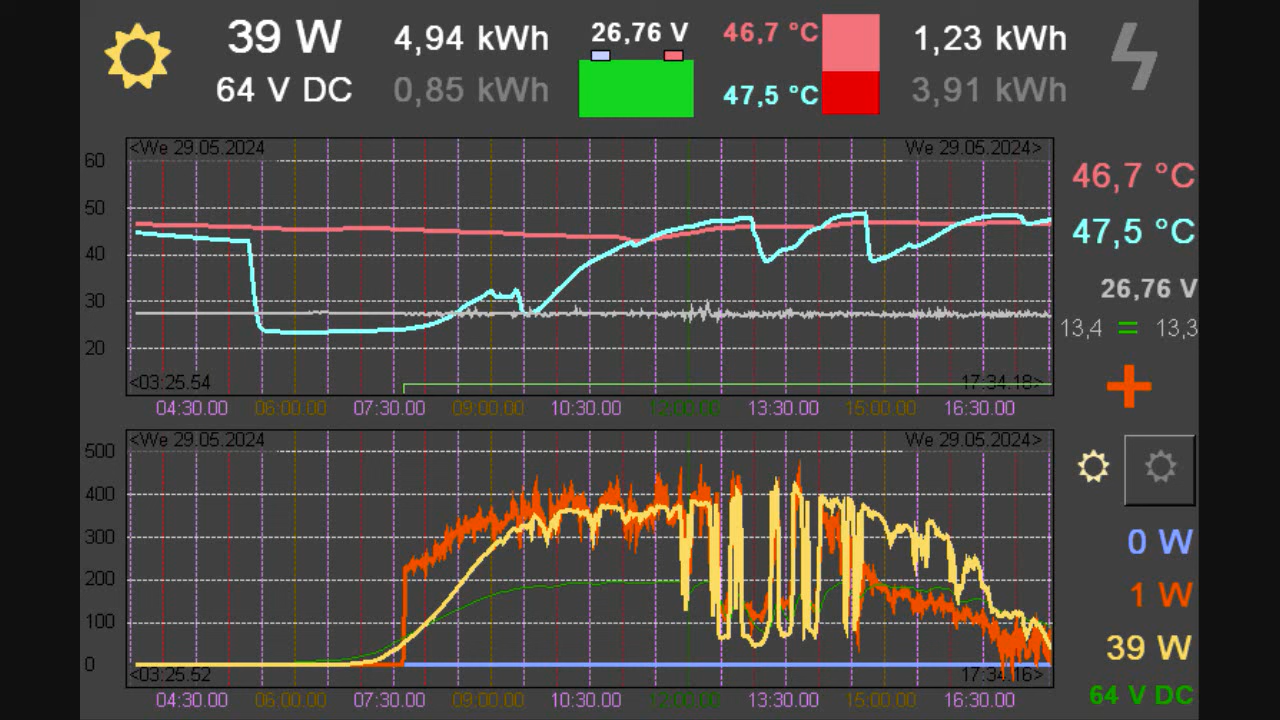 39 W 4,94 kWh 26,76 V 46,7 °C 1,23 kWh
64 V DC 0,85 kWh 47,5 °C 3,91 kWh
<We 29.05.2024 We 29.05.2024>
60
50
40
30
20
<03:25.54 17:34.18>
04:30.00 06:00.00 07:30.00 09:00.00 10:30.00 12:00.00 13:30.00 15:00.00 16:30.00
46,7 °C
47,5 °C
26,76 V
13,4 = 13,3
+
<We 29.05.2024 We 29.05.2024>
500
400
300
200
100
0
<03:25.52 17:34.16>
04:30.00 06:00.00 07:30.00 09:00.00 10:30.00 12:00.00 13:30.00 15:00.00 16:30.00
0 W
1 W
39 W
64 V DC